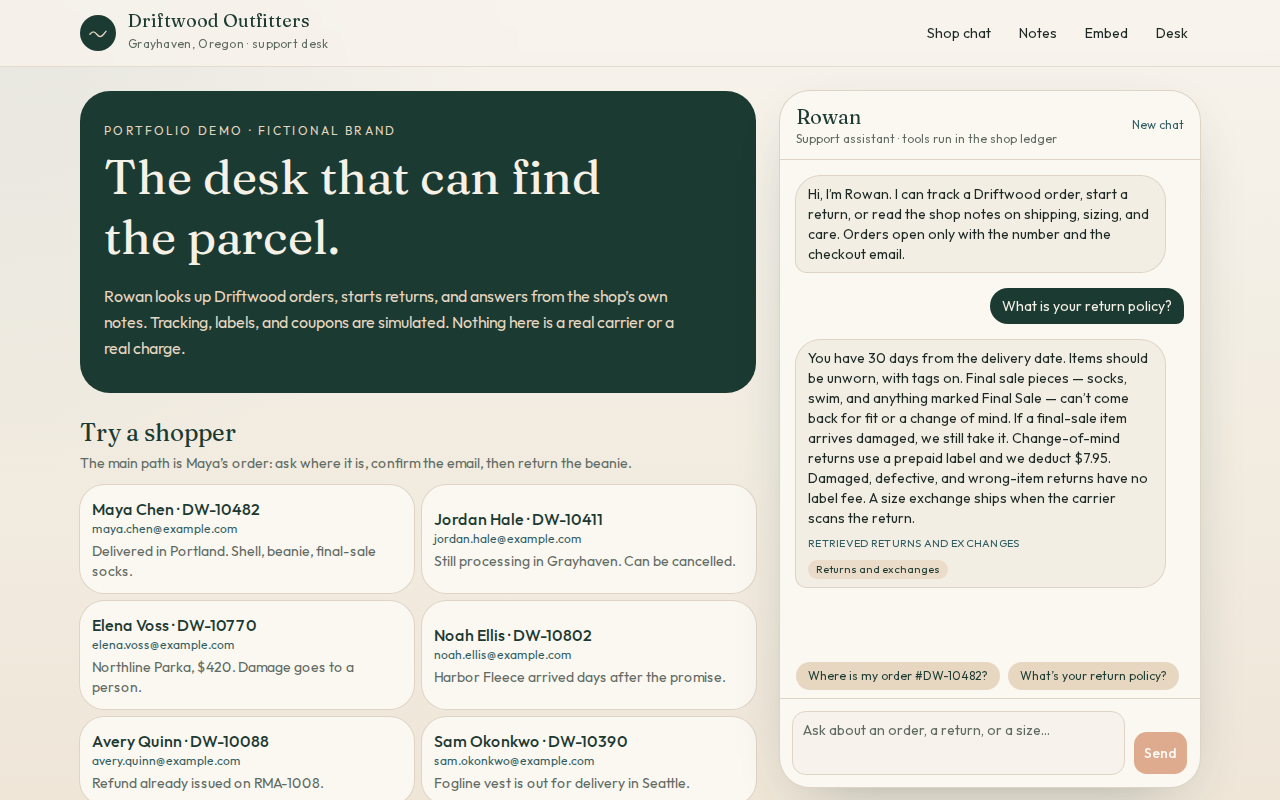 Driftwood Outfitters
Grayhaven, Oregon · support desk
Shop chat
Notes
Embed
Desk
PORTFOLIO DEMO · FICTIONAL BRAND
The desk that can find
the parcel.
Rowan looks up Driftwood orders, starts returns, and answers from the shop’s own
notes. Tracking, labels, and coupons are simulated. Nothing here is a real carrier or a
real charge.
Try a shopper
The main path is Maya’s order: ask where it is, confirm the email, then return the beanie.
Maya Chen · DW-10482
maya.chen@example.com
Delivered in Portland. Shell, beanie, final-sale
socks.
Jordan Hale · DW-10411
jordan.hale@example.com
Still processing in Grayhaven. Can be cancelled.
Elena Voss · DW-10770
elena.voss@example.com
Northline Parka, $420. Damage goes to a
person.
Noah Ellis · DW-10802
noah.ellis@example.com
Harbor Fleece arrived days after the promise.
Avery Quinn · DW-10088
avery.quinn@example.com
Refund already issued on RMA-1008.
Sam Okonkwo · DW-10390
sam.okonkwo@example.com
Fogline vest is out for delivery in Seattle.
Rowan
Support assistant · tools run in the shop ledger
New chat
Hi, I’m Rowan. I can track a Driftwood order, start a
return, or read the shop notes on shipping, sizing, and
care. Orders open only with the number and the
checkout email.
What is your return policy?
You have 30 days from the delivery date. Items should
be unworn, with tags on. Final sale pieces — socks,
swim, and anything marked Final Sale — can’t come
back for fit or a change of mind. If a final-sale item
arrives damaged, we still take it. Change-of-mind
returns use a prepaid label and we deduct $7.95.
Damaged, defective, and wrong-item returns have no
label fee. A size exchange ships when the carrier
scans the return.
RETRIEVED RETURNS AND EXCHANGES
Returns and exchanges
Where is my order #DW-10482?
What’s your return policy?
Ask about an order, a return, or a size…
Send